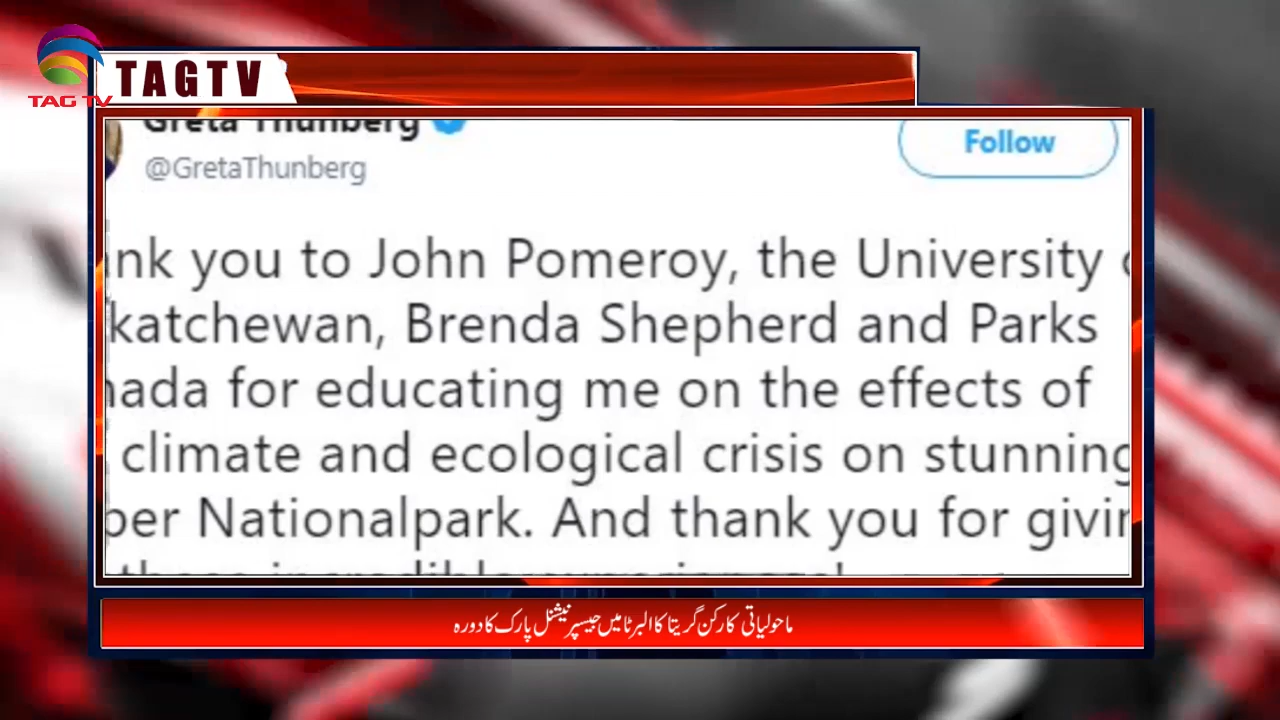 TAG TV
TAGTV
Greta Thunberg
@GretaThunberg
Follow
nk you to John Pomeroy, the University
katchewan, Brenda Shepherd and Parks
nada for educating me on the effects of
climate and ecological crisis on stunning
per Nationalpark. And thank you for givin
ماحولیاتی کارکن گریتا کا البرٹا میں جیسپر نیشنل پارک کا دورہ